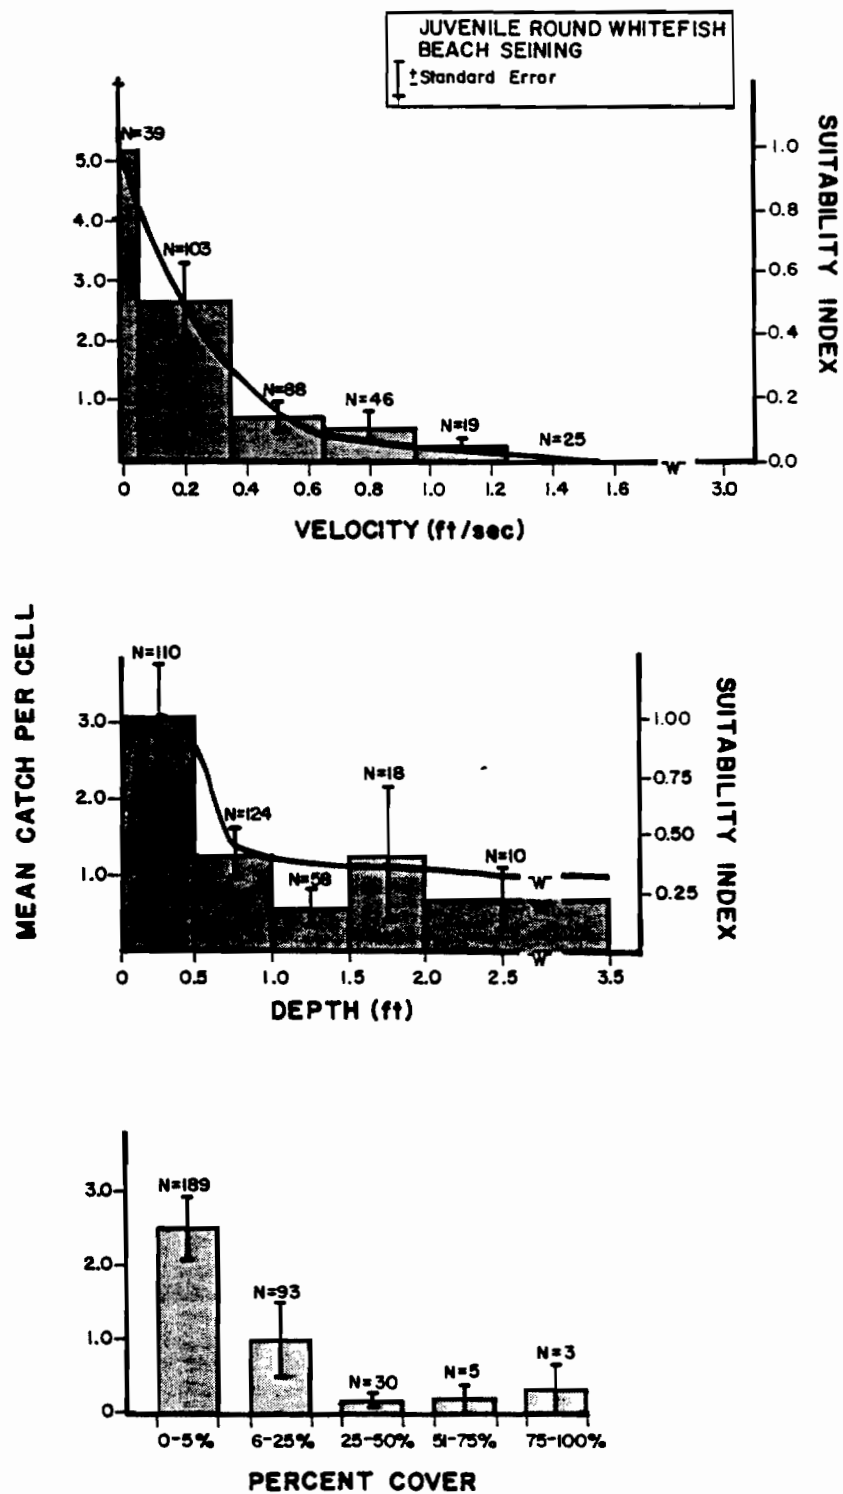 JUVENILE ROUND WHITEFISH
BEACH SEINING
± Standard Error
N=39
5.0
4.0
3.0
2.0
1.0
N=103
N=88
N=46
N=19
N=25
1.0
0.8
0.6
0.4
0.2
0.0
SUITABILITY INDEX
0 0.2 0.4 0.6 0.8 1.0 1.2 1.4 1.6 3.0
VELOCITY (ft/sec)
MEAN CATCH PER CELL
N=110
3.0
2.0
1.0
N=124
N=58
N=18
N=10
1.00
0.75
0.50
0.25
SUITABILITY INDEX
0 0.5 1.0 1.5 2.0 2.5 3.5
DEPTH (ft)
3.0
2.0
1.0
0
N=189
N=93
N=30
N=5
N=3
0-5% 6-25% 25-50% 51-75% 75-100%
PERCENT COVER